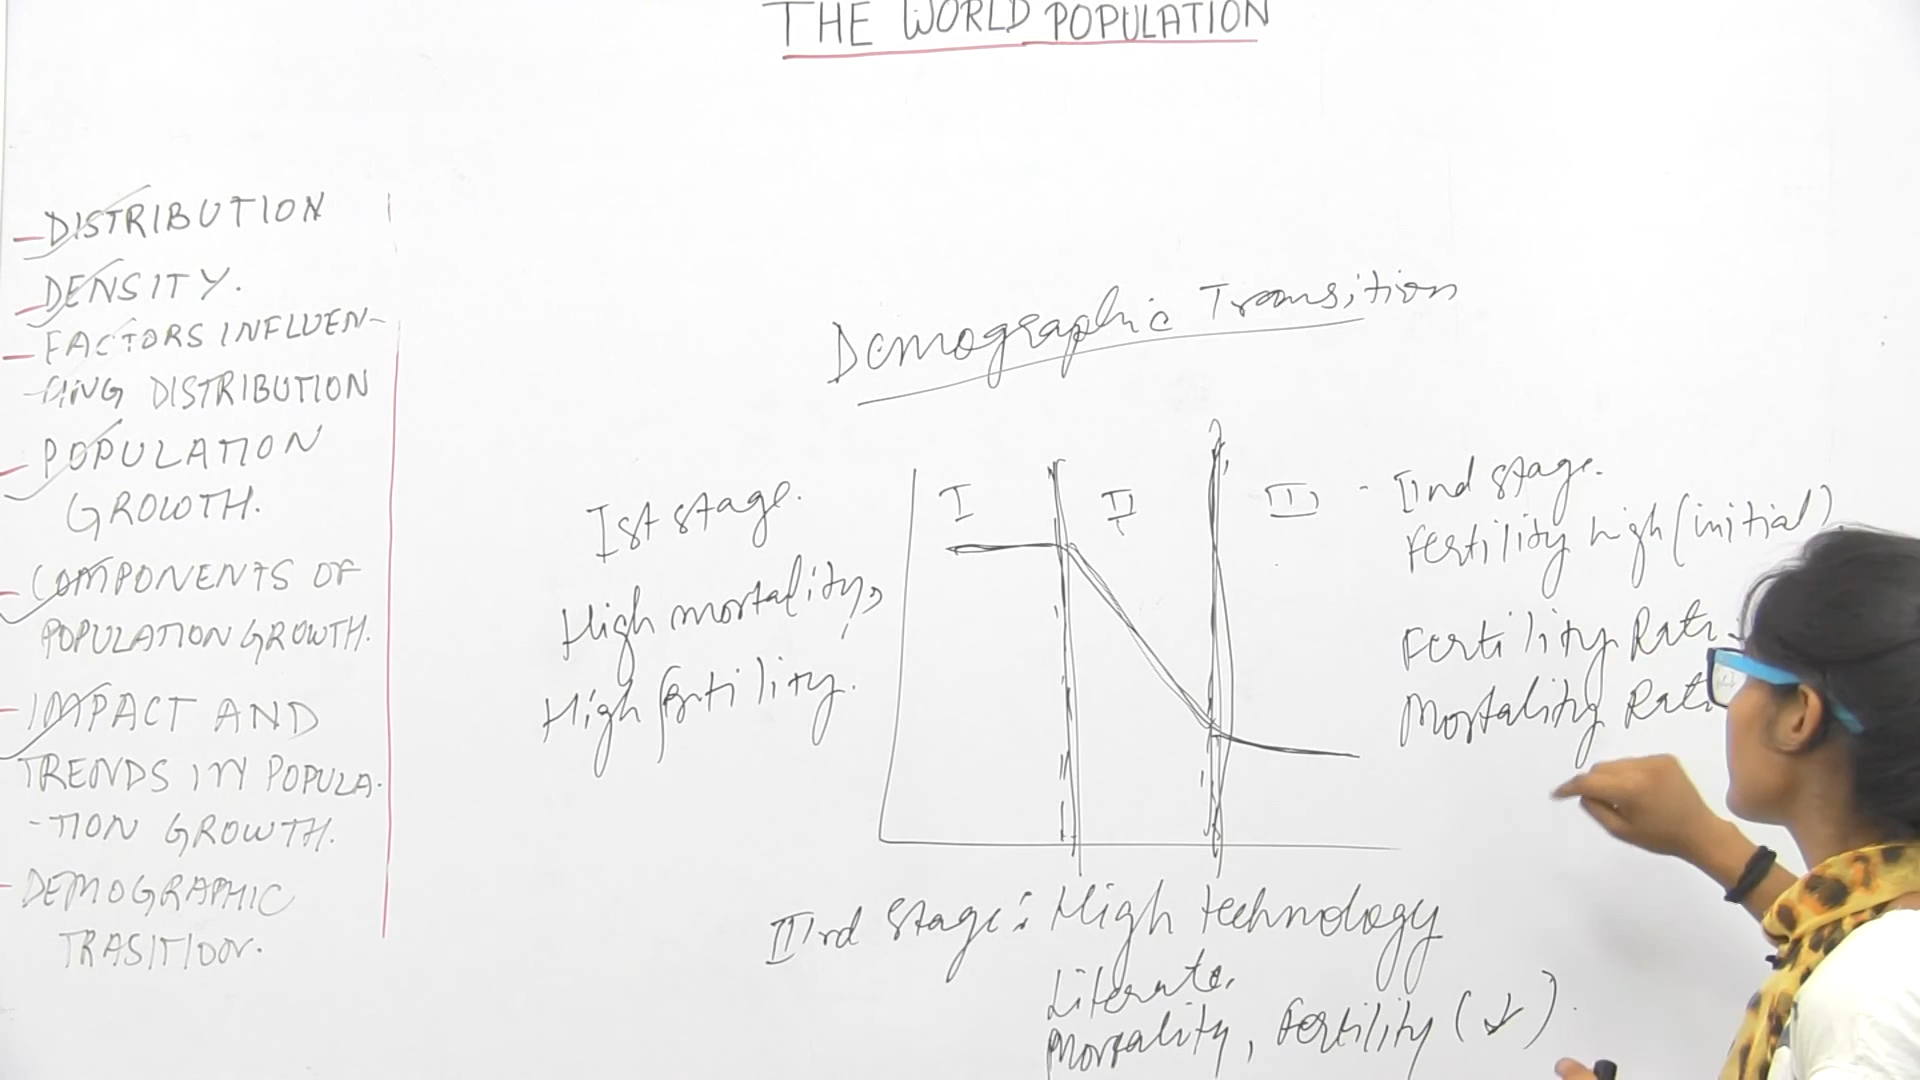 THE WORLD POPULATION
- DISTRIBUTION
- DENSITY.
- FACTORS INFLUEN-
-CING DISTRIBUTION
- POPULATION
GROWTH.
- COMPONENTS OF
POPULATION GROWTH.
- IMPACT AND
TRENDS IN POPULA-
-TION GROWTH.
- DEMOGRAPHIC
TRASITION.
Demographic Transition
Ist stage.
High mortality,
High fertility.
I II III
- IInd stage.
Fertility high (initial)
Fertility Rate
Mortality Rate
IIIrd stage: High technology
Literate.
Mortality, Fertility (↓).